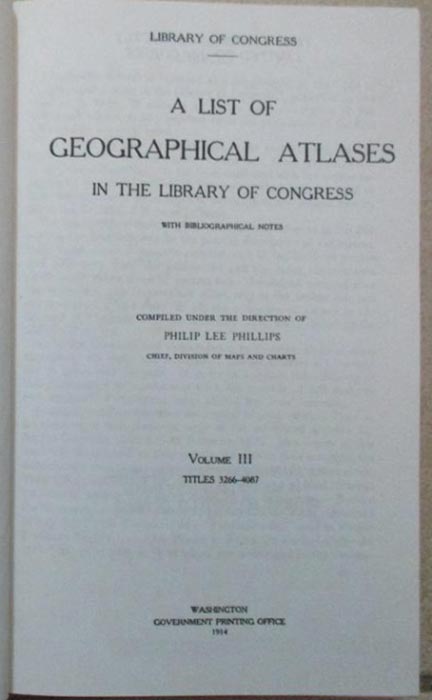 LIBRARY OF CONGRESS
A LIST OF
GEOGRAPHICAL ATLASES
IN THE LIBRARY OF CONGRESS
WITH BIBLIOGRAPHICAL NOTES
COMPILED UNDER THE DIRECTION OF
PHILIP LEE PHILLIPS
CHIEF, DIVISION OF MAPS AND CHARTS
VOLUME III
TITLES 3266-4087
WASHINGTON
GOVERNMENT PRINTING OFFICE
1914